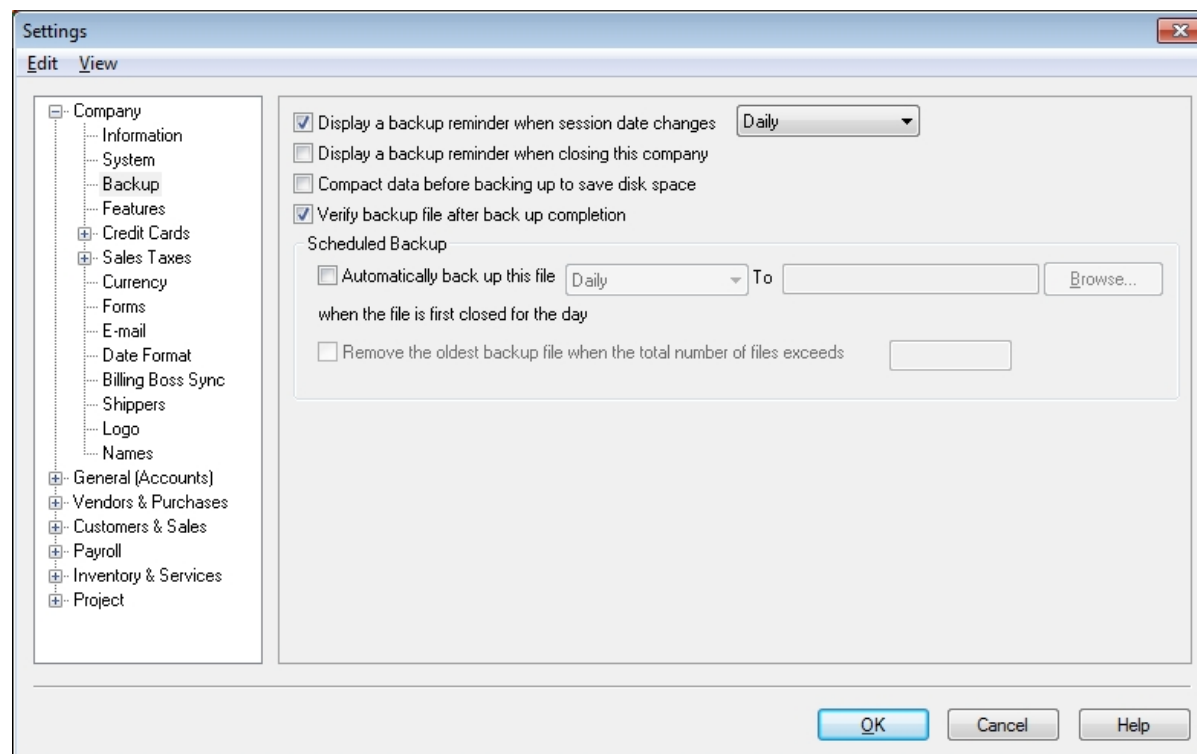 Settings
Edit View
Company
Information
System
Backup
Features
Credit Cards
Sales Taxes
Currency
Forms
E-mail
Date Format
Billing Boss Sync
Shippers
Logo
Names
General (Accounts)
Vendors & Purchases
Customers & Sales
Payroll
Inventory & Services
Project
Display a backup reminder when session date changes Daily
Display a backup reminder when closing this company
Compact data before backing up to save disk space
Verify backup file after back up completion
Scheduled Backup
Automatically back up this file Daily To Browse...
when the file is first closed for the day
Remove the oldest backup file when the total number of files exceeds
OK Cancel Help